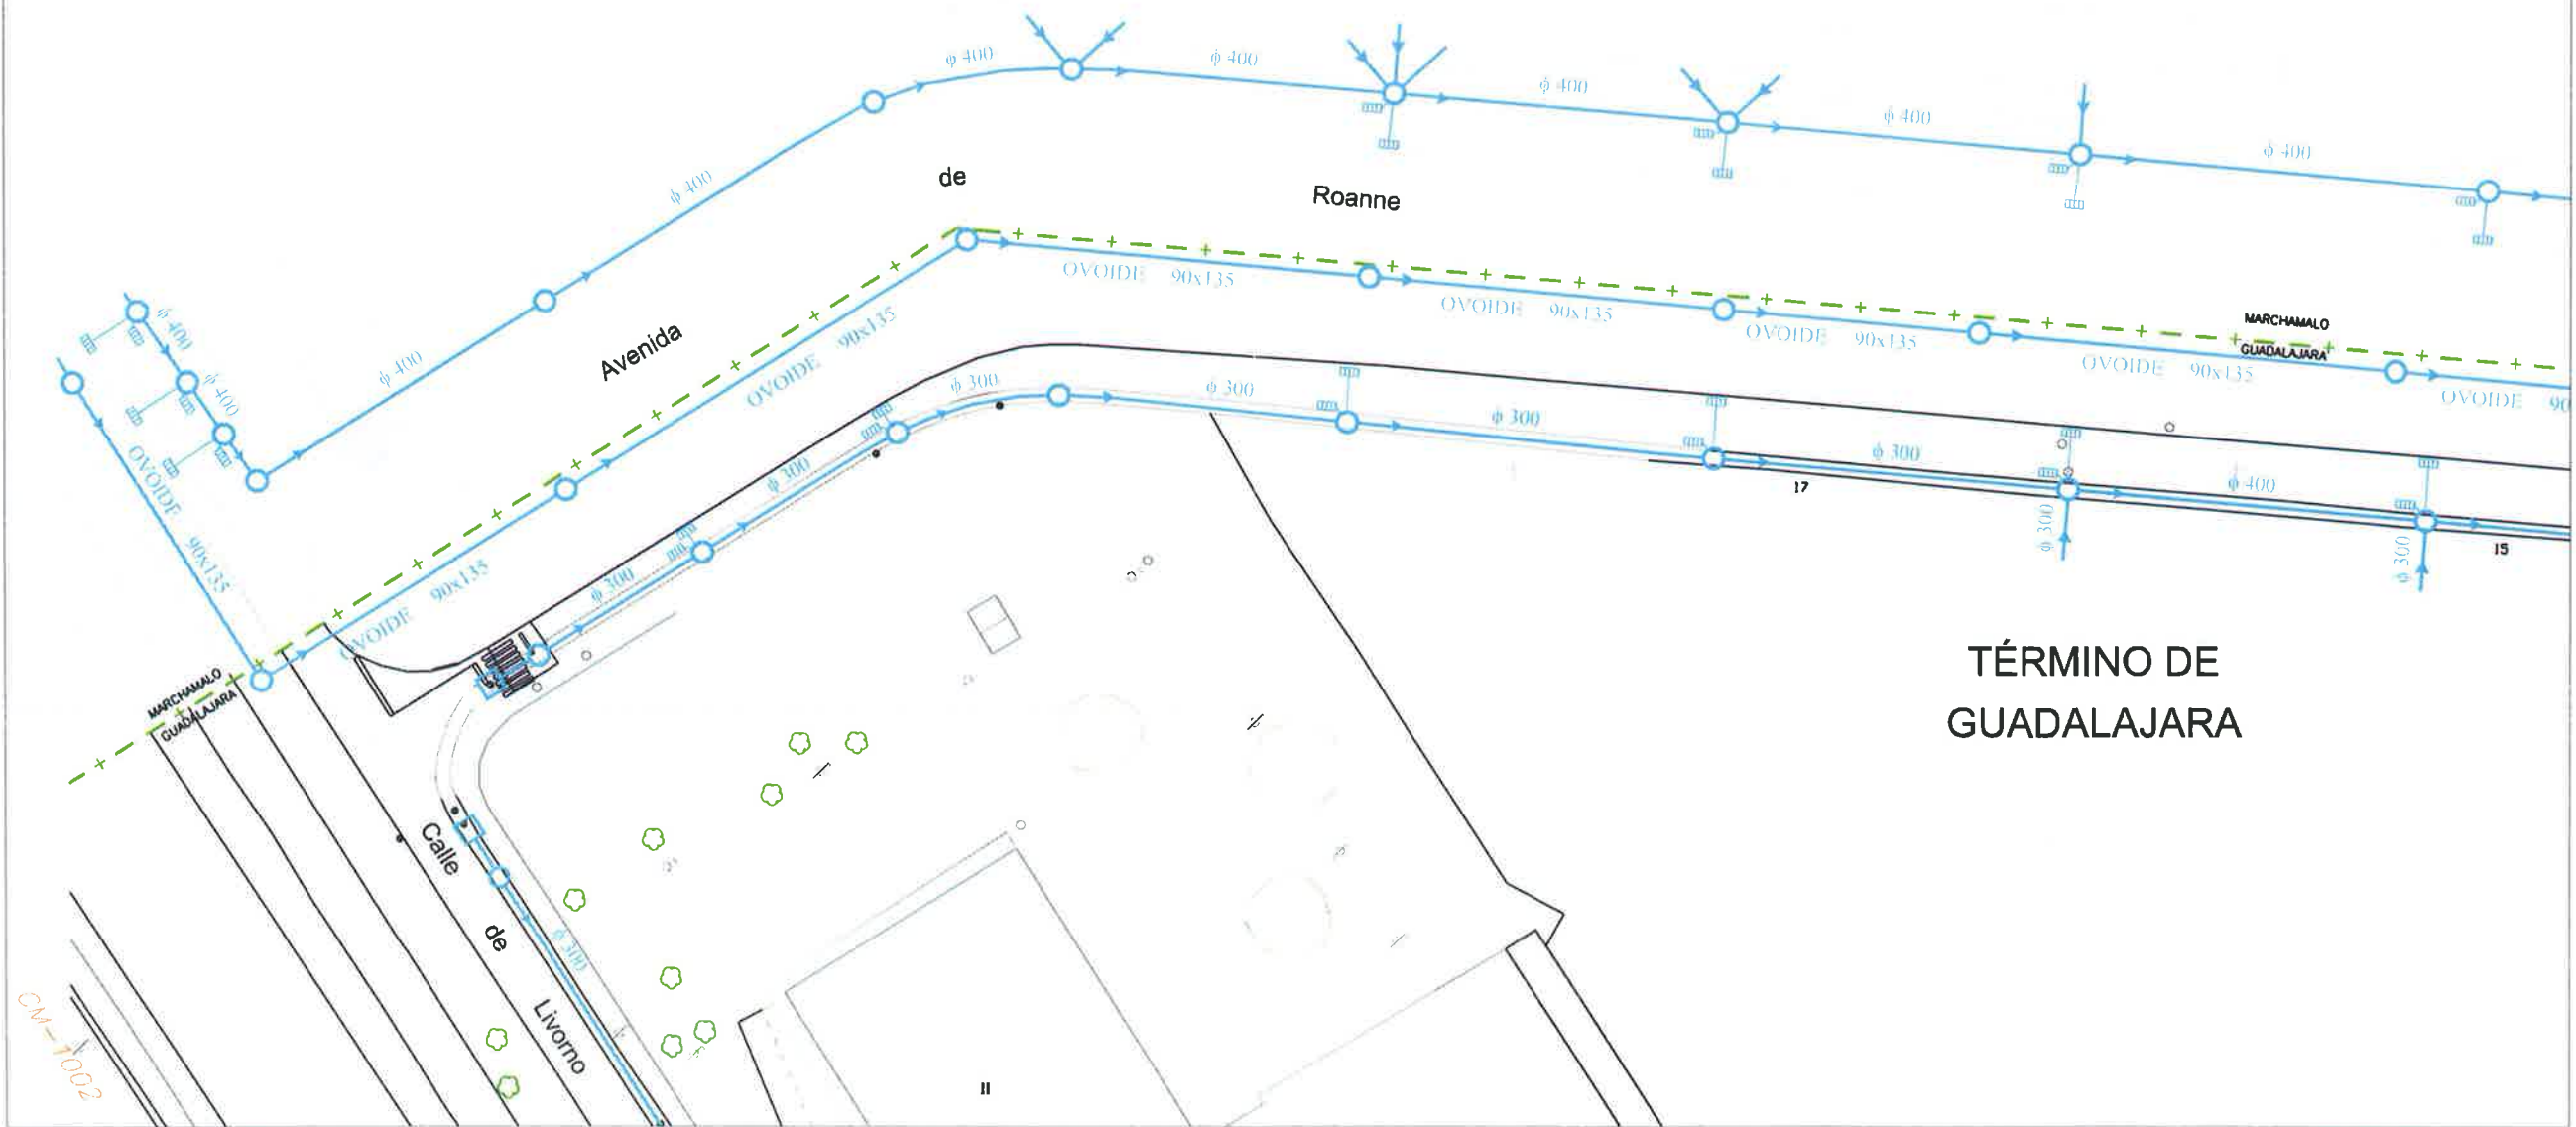 ϕ 400
ϕ 400
ϕ 400
ϕ 400
ϕ 400
ϕ 400
ϕ 400
ϕ 400
ϕ 400
Avenida
de
Roanne
OVOIDE 90x135
OVOIDE 90x135
OVOIDE 90x135
OVOIDE 90x135
OVOIDE 90x135
OVOIDE 90x135
OVOIDE 90x135
OVOIDE 90
MARCHAMALO
GUADALAJARA
MARCHAMALO
GUADALAJARA
ϕ 300
ϕ 300
ϕ 300
ϕ 300
ϕ 300
ϕ 300
ϕ 400
ϕ 300
ϕ 300
17
15
TÉRMINO DE
GUADALAJARA
Calle
de
Livorno
ϕ 300
CM-1002
II